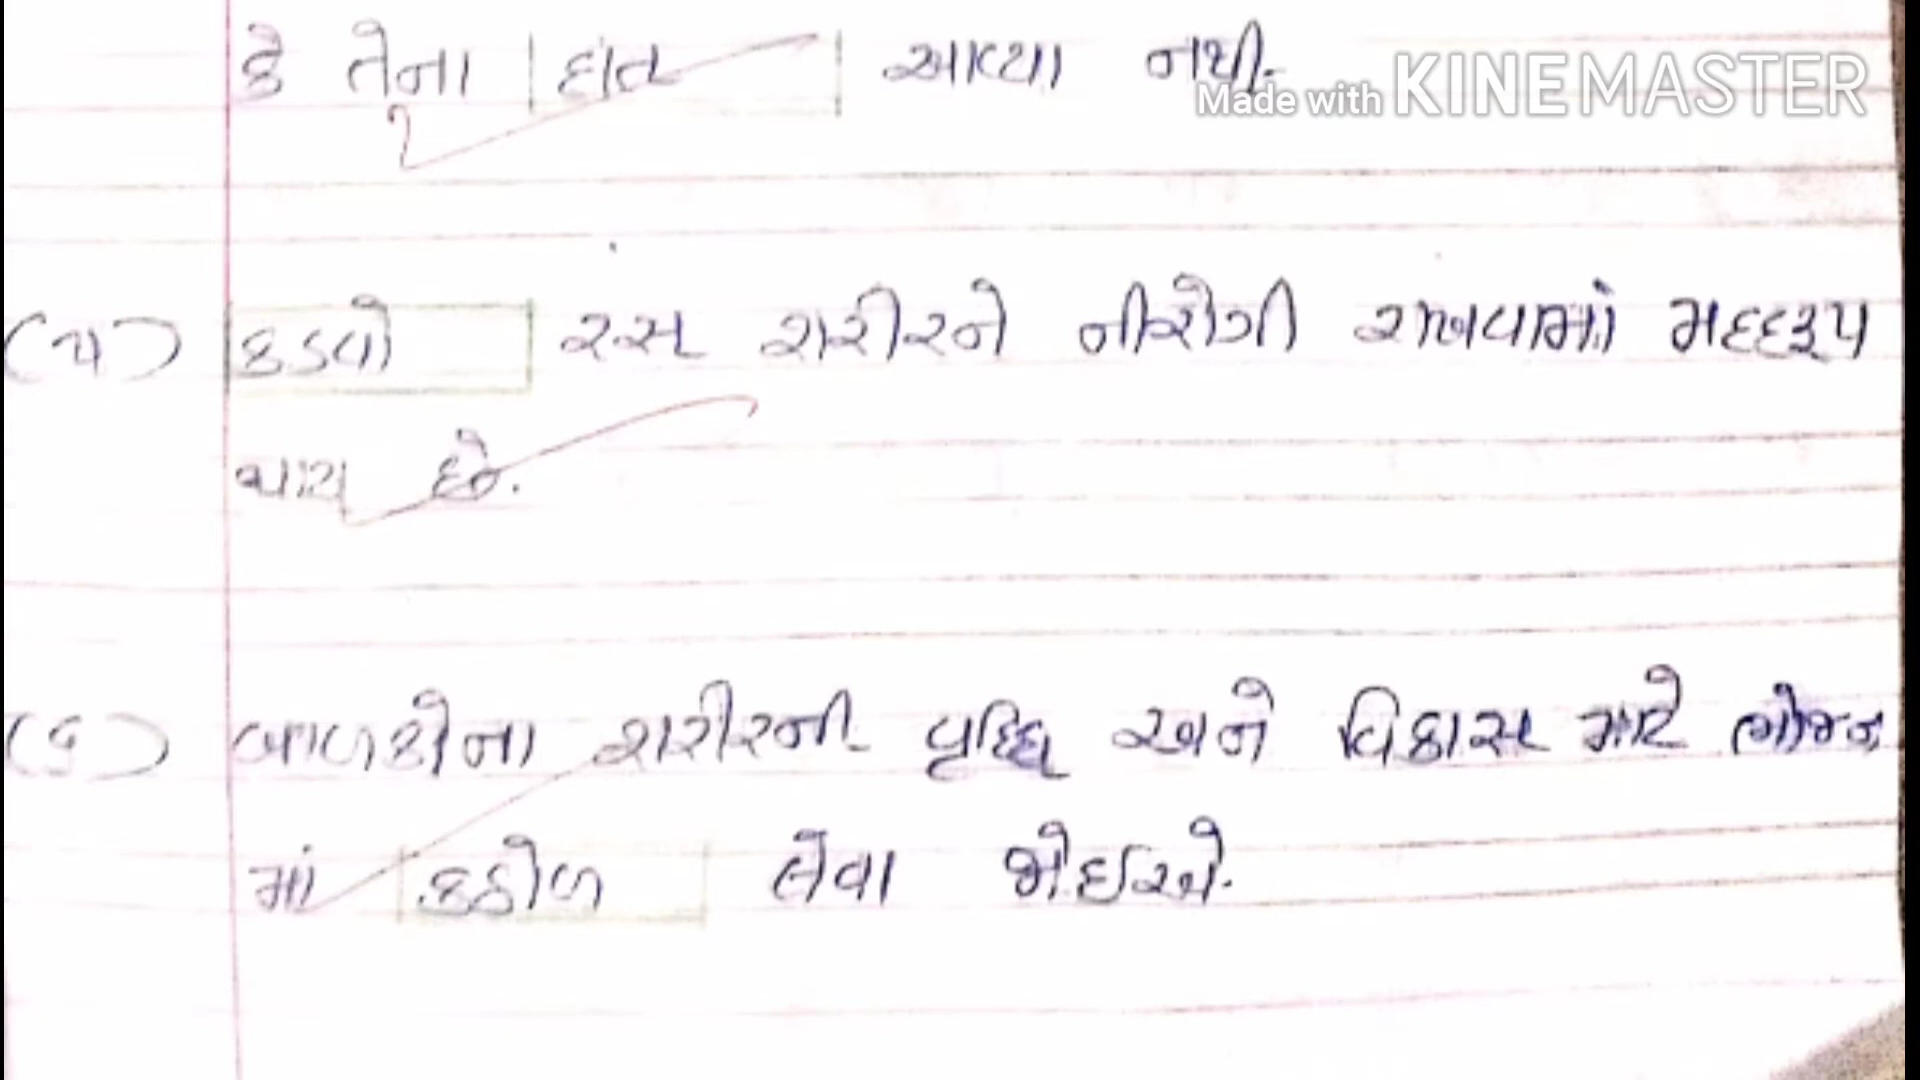 કે તેના દાંત આવ્યા નથી.
Made with KINEMASTER
(૫) કડવો રસ શરીરને નીરોગી રાખવામાં મદદરૂપ
થાય છે.
(૬) બાળકોના શરીરની વૃદ્ધિ અને વિકાસ માટે ભોજન
માં કઠોળ લેવા જોઈએ.